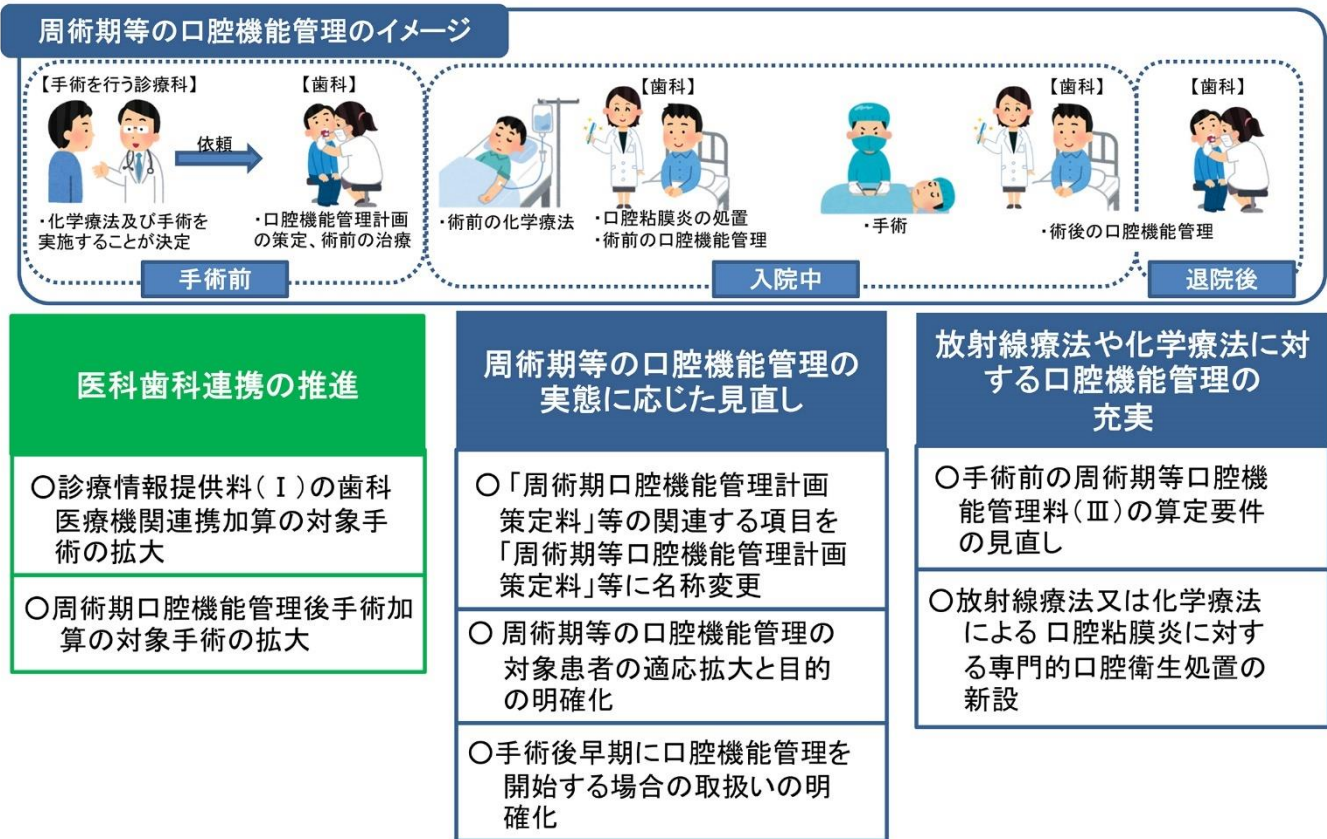 周術期等の口腔機能管理のイメージ
【手術を行う診療科】
依頼
・化学療法及び手術を
実施することが決定
【歯科】
・口腔機能管理計画
の策定、術前の治療
手術前
・術前の化学療法
【歯科】
・口腔粘膜炎の処置
・術前の口腔機能管理
・手術
【歯科】
・術後の口腔機能管理
入院中
【歯科】
退院後
医科歯科連携の推進
○診療情報提供料(Ⅰ)の歯科
医療機関連携加算の対象手
術の拡大
○周術期口腔機能管理後手術加
算の対象手術の拡大
周術期等の口腔機能管理の
実態に応じた見直し
○「周術期口腔機能管理計画
策定料」等の関連する項目を
「周術期等口腔機能管理計画
策定料」等に名称変更
○ 周術期等の口腔機能管理の
対象患者の適応拡大と目的
の明確化
○手術後早期に口腔機能管理を
開始する場合の取扱いの明
確化
放射線療法や化学療法に対
する口腔機能管理の
充実
○手術前の周術期等口腔機
能管理料(Ⅲ)の算定要件
の見直し
○放射線療法又は化学療法
による口腔粘膜炎に対す
る専門的口腔衛生処置の
新設